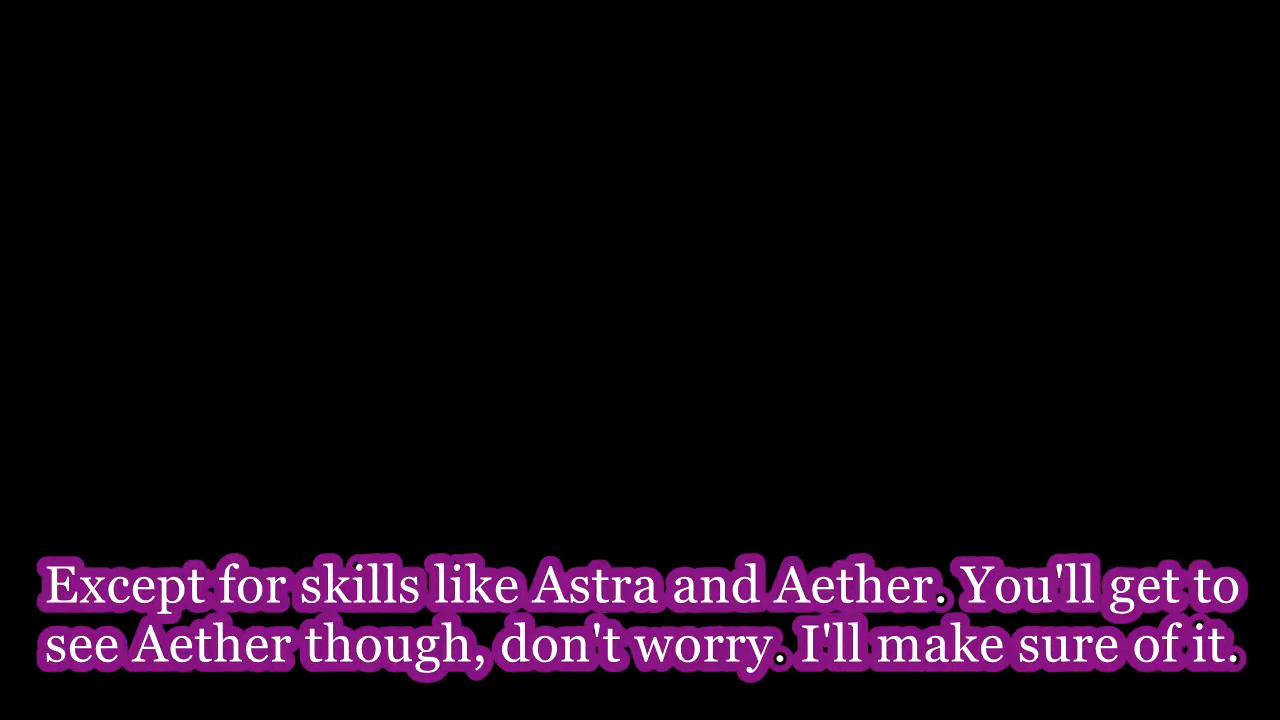 Except for skills like Astra and Aether. You'll get to
see Aether though, don't worry. I'll make sure of it.